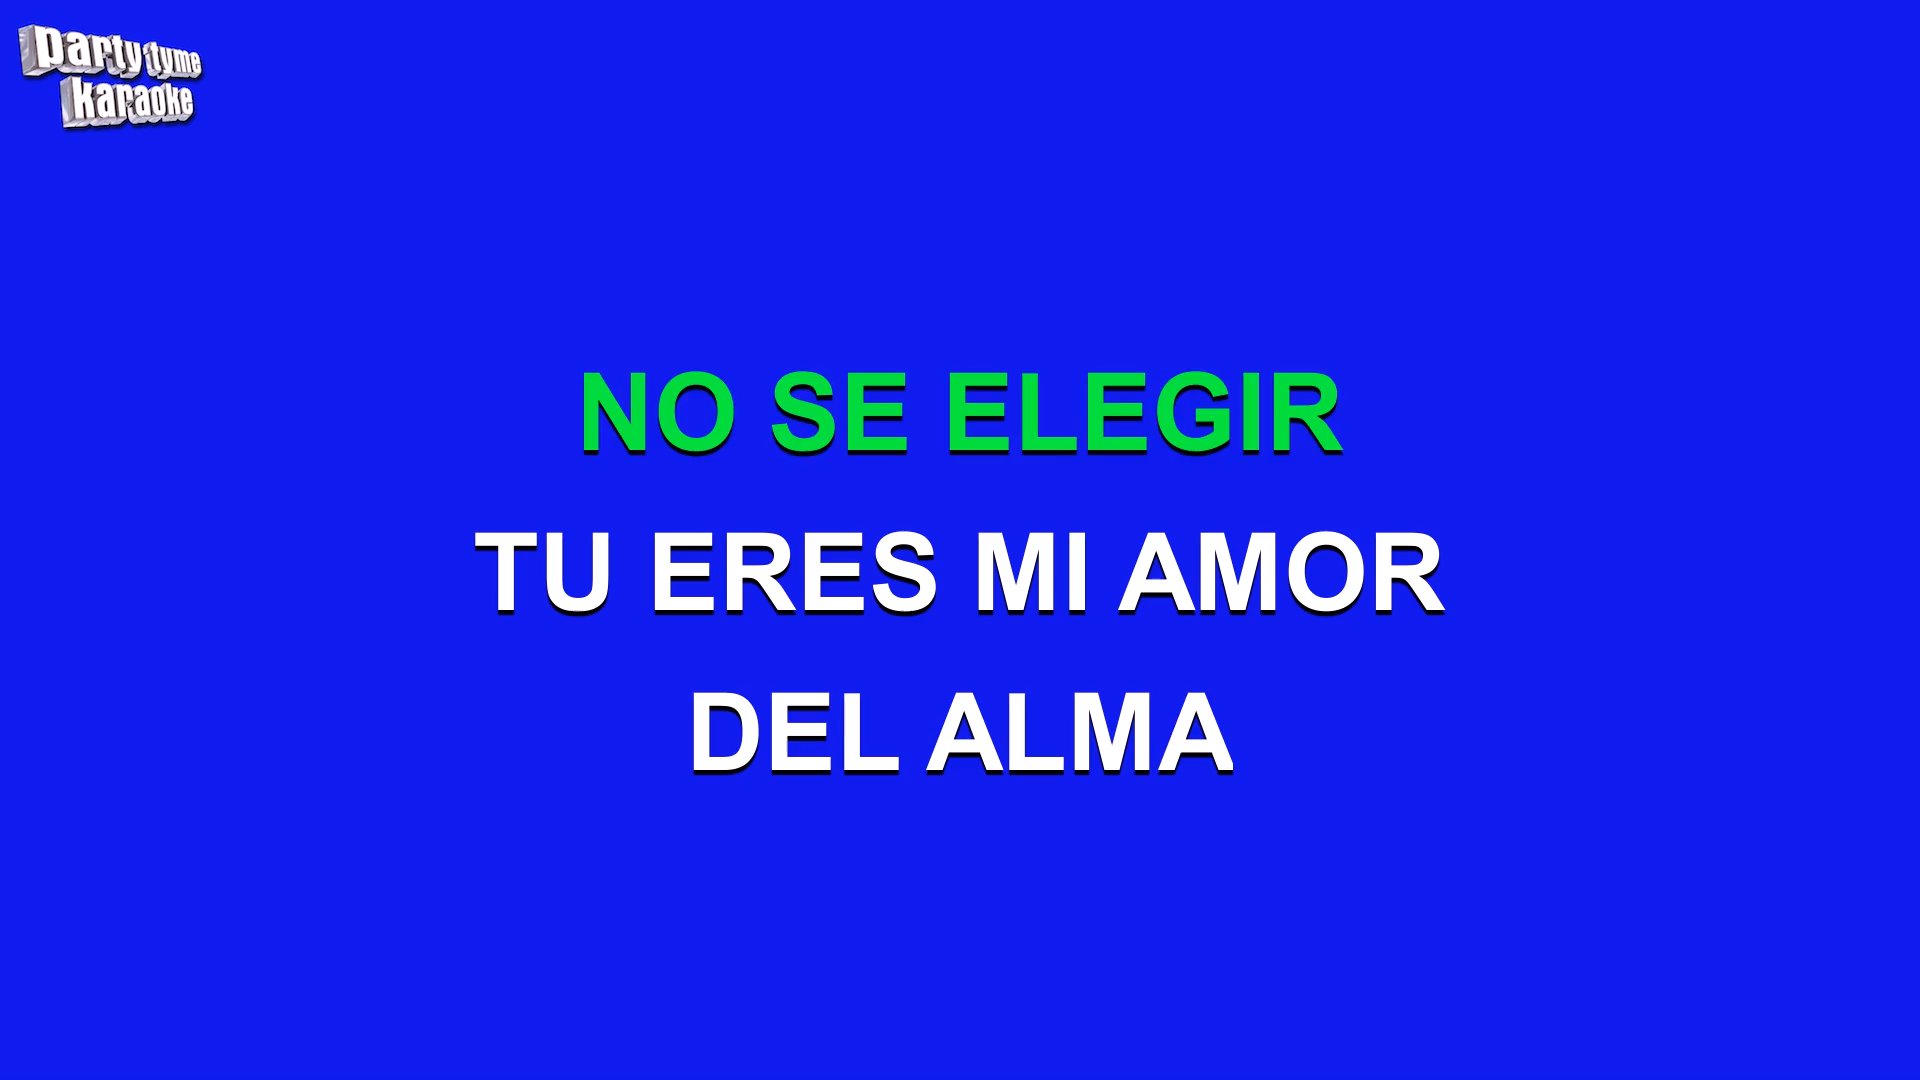 party tyme
karaoke
NO SE ELEGIR
TU ERES MI AMOR
DEL ALMA